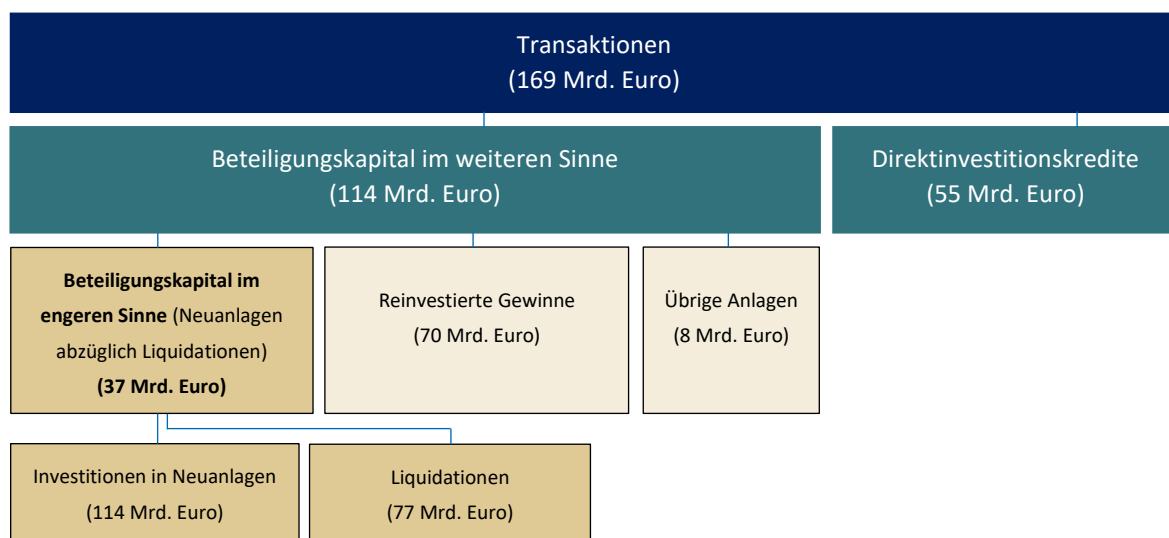 Transaktionen
(169 Mrd. Euro)
Beteiligungskapital im weiteren Sinne
(114 Mrd. Euro)
Direktinvestitionskredite
(55 Mrd. Euro)
Beteiligungskapital im
engeren Sinne (Neuanlagen
abzüglich Liquidationen)
(37 Mrd. Euro)
Reinvestierte Gewinne
(70 Mrd. Euro)
Übrige Anlagen
(8 Mrd. Euro)
Investitionen in Neuanlagen
(114 Mrd. Euro)
Liquidationen
(77 Mrd. Euro)